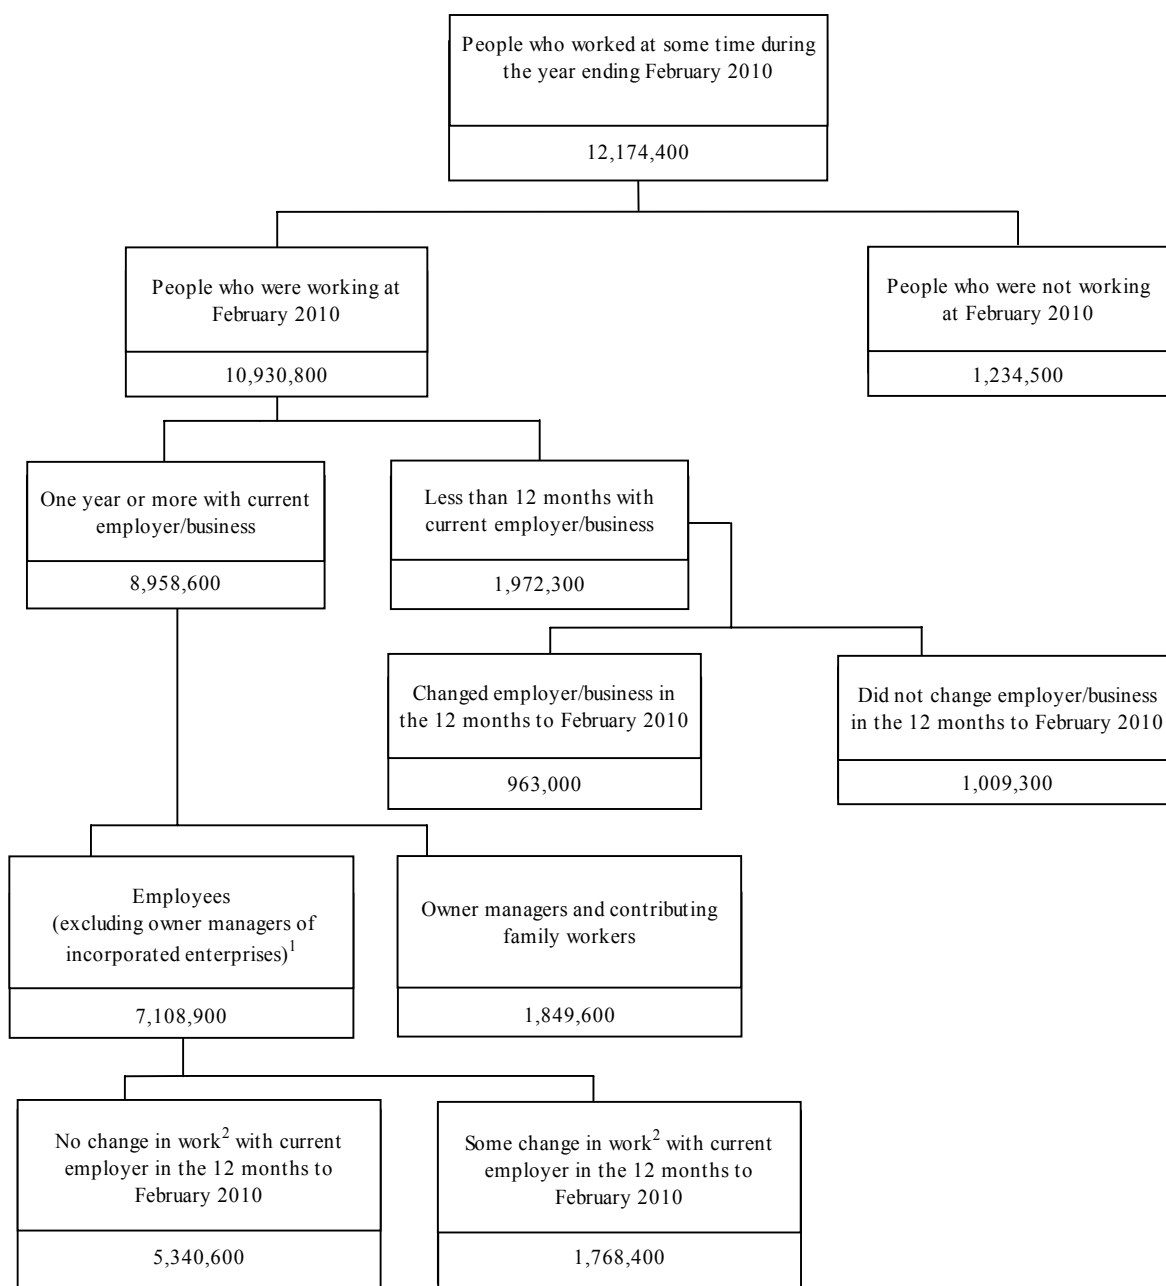 People who worked at some time during
the year ending February 2010
12,174,400
People who were working at
February 2010
10,930,800
People who were not working
at February 2010
1,234,500
One year or more with current
employer/business
8,958,600
Less than 12 months with
current employer/business
1,972,300
Changed employer/business in
the 12 months to February 2010
963,000
Did not change employer/business
in the 12 months to February 2010
1,009,300
Employees
(excluding owner managers of
incorporated enterprises)1
7,108,900
Owner managers and contributing
family workers
1,849,600
No change in work2 with current
employer in the 12 months to
February 2010
5,340,600
Some change in work2 with current
employer in the 12 months to
February 2010
1,768,400